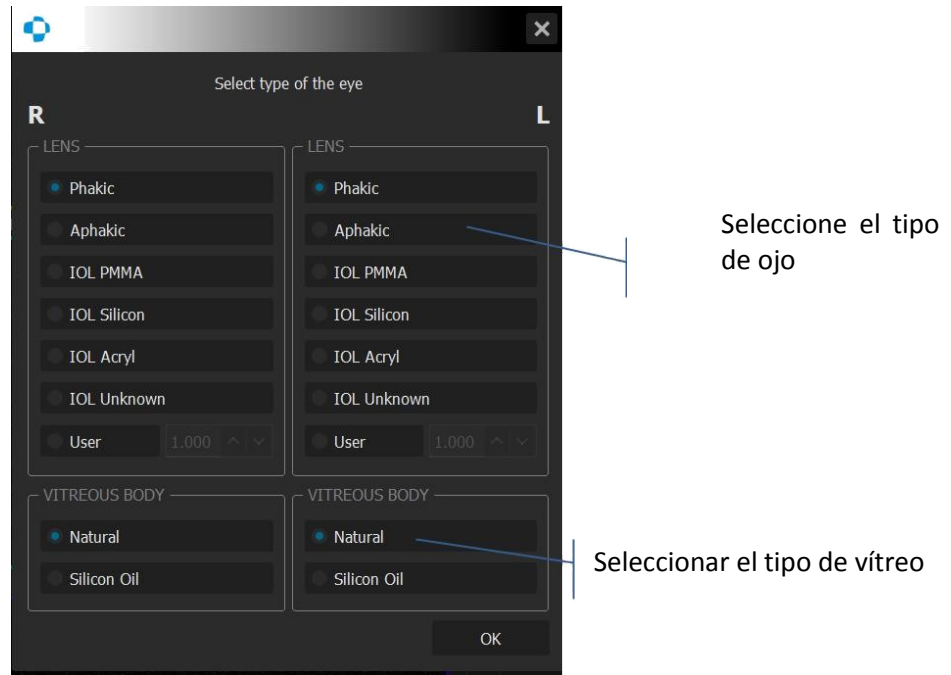 Select type of the eye
R
L
LENS
Phakic
Aphakic
IOL PMMA
IOL Silicon
IOL Acryl
IOL Unknown
User 1.000
VITREOUS BODY
Natural
Silicon Oil
LENS
Phakic
Aphakic
IOL PMMA
IOL Silicon
IOL Acryl
IOL Unknown
User 1.000
VITREOUS BODY
Natural
Silicon Oil
OK
Seleccione el tipo
de ojo
Seleccionar el tipo de vítreo